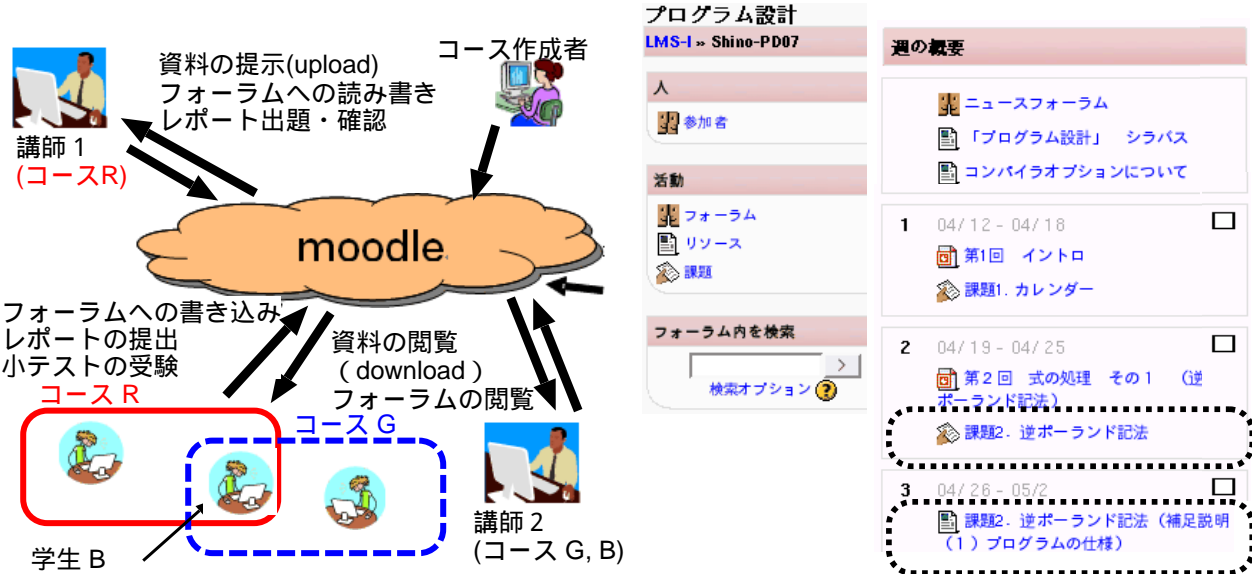 コース作成者
資料の提示(upload)
フォーラムへの読み書き
レポート出題・確認
講師 1
(コースR)
moodle
フォーラムへの書き込み
レポートの提出
小テストの受験
コース R
資料の閲覧
( download )
フォーラムの閲覧
コース G
講師 2
(コース G, B)
学生 B
プログラム設計
LMS-I » Shino-PD07
人
参加者
活動
フォーラム
リソース
課題
フォーラム内を検索
>
検索オプション ?
週の概要
ニュースフォーラム
「プログラム設計」 シラバス
コンパイラオプションについて
1 04/12 - 04/18
第1回 イントロ
課題1. カレンダー
2 04/19 - 04/25
第2回 式の処理 その1 (逆
ポーランド記法)
課題2. 逆ポーランド記法
3 04/26 - 05/2
課題2. 逆ポーランド記法 (補足説明
(1) プログラムの仕様)